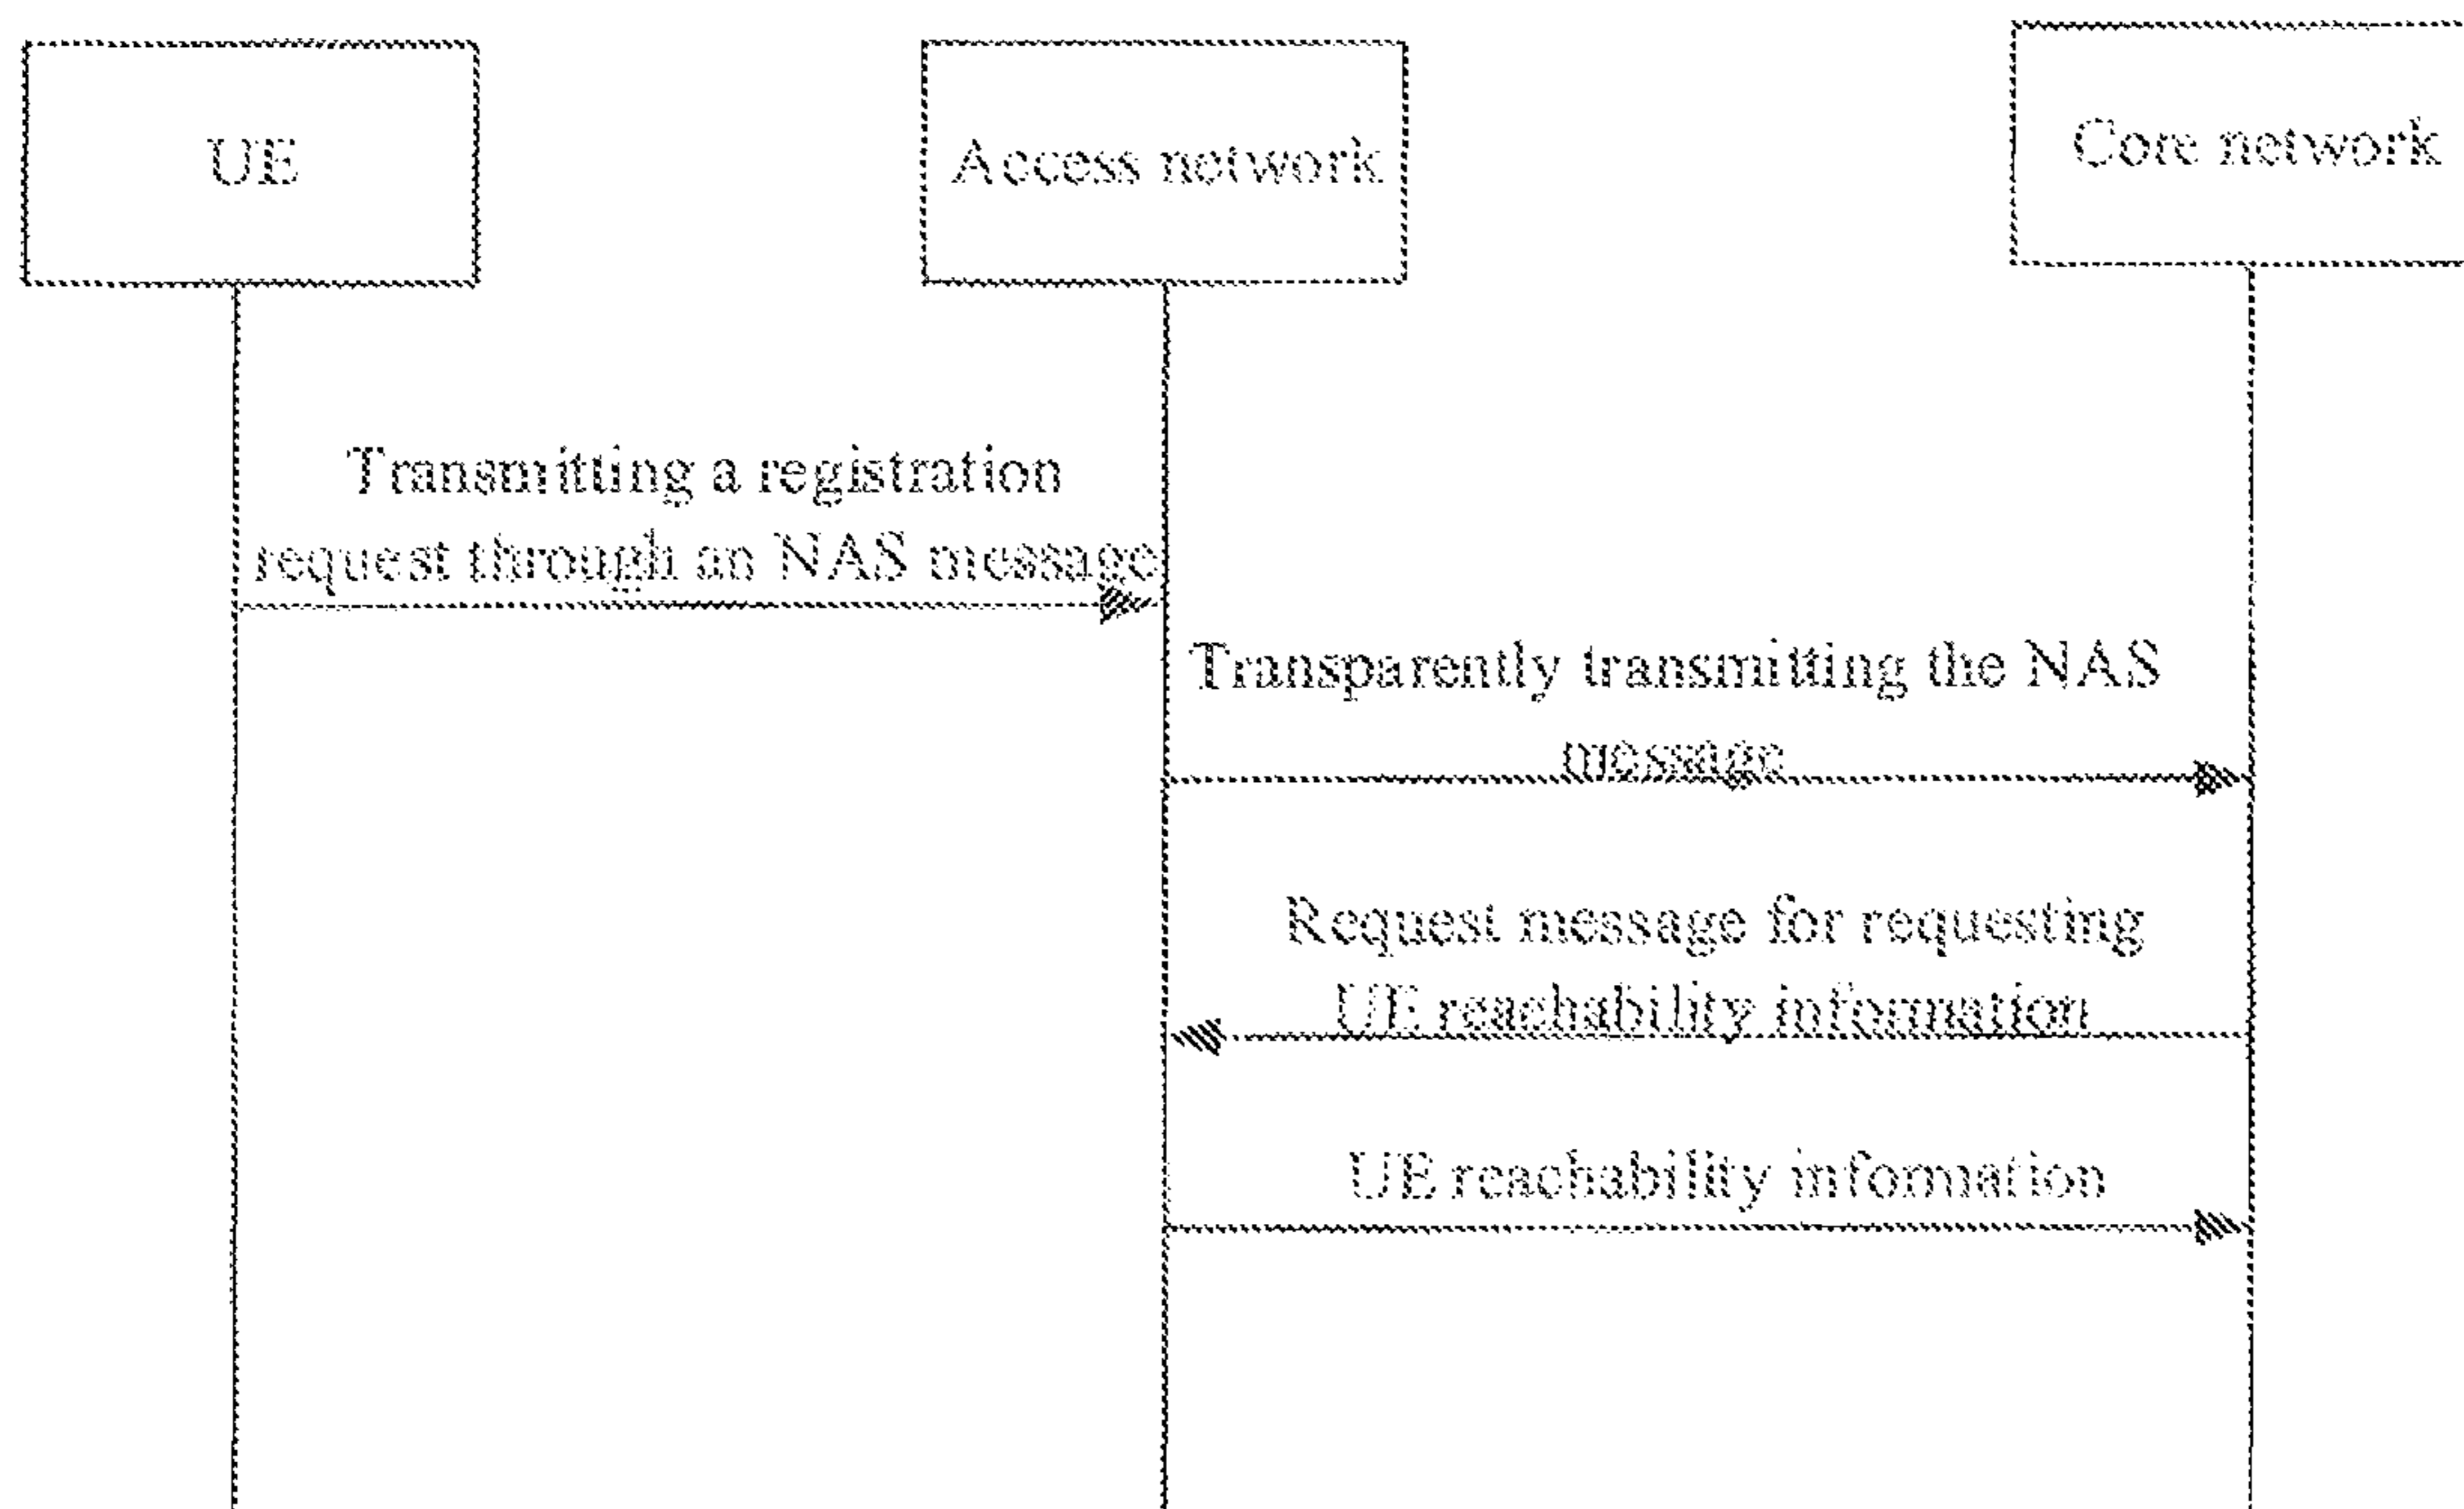 UE
Access network
Core network
Transmitting a registration
request through an NAS message
Transparently transmitting the NAS
message
Request message for requesting
UE reachability information
UE reachability information